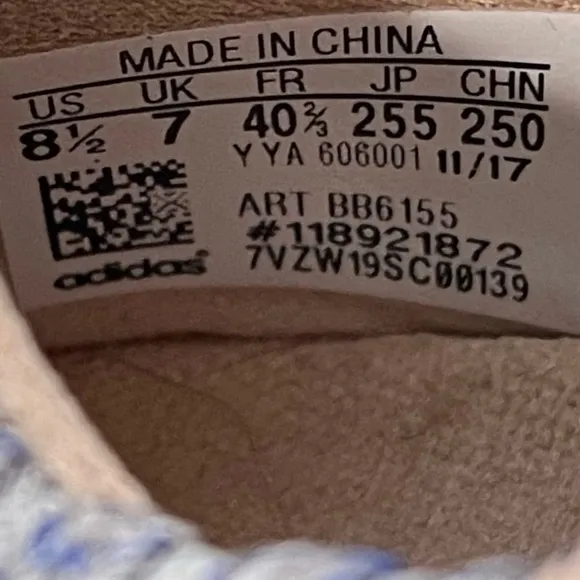 MADE IN CHINA
US UK FR JP CHN
8½ 7 40⅔ 255 250
YYA 606001 11/17
ART BB6155
#118921872
7VZW19SC00139
adidas